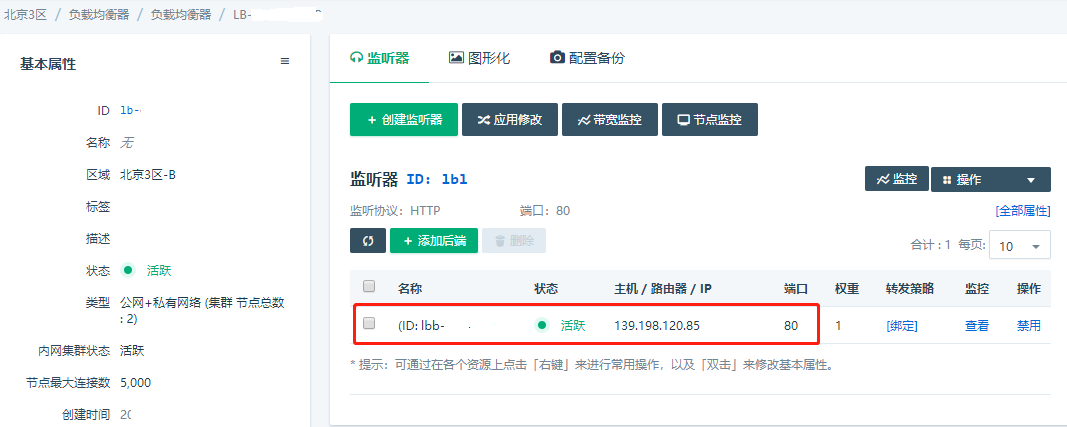 北京3区 / 负载均衡器 / 负载均衡器 / LB-
基本属性
ID lb-
名称 无
区域 北京3区-B
标签
描述
状态 活跃
类型 公网+私有网络 (集群 节点总数
: 2)
内网集群状态 活跃
节点最大连接数 5,000
创建时间 20
监听器 图形化 配置备份
+ 创建监听器 应用修改 带宽监控 节点监控
监听器 ID: lbl 监控 操作
监听协议: HTTP 端口: 80 [全部属性]
+ 添加后端 删除 合计 : 1 每页: 10
名称 状态 主机 / 路由器 / IP 端口 权重 转发策略 监控 操作
(ID: lbb- 活跃 139.198.120.85 80 1 [绑定] 查看 禁用
* 提示：可通过在各个资源上点击「右键」来进行常用操作，以及「双击」来修改基本属性。